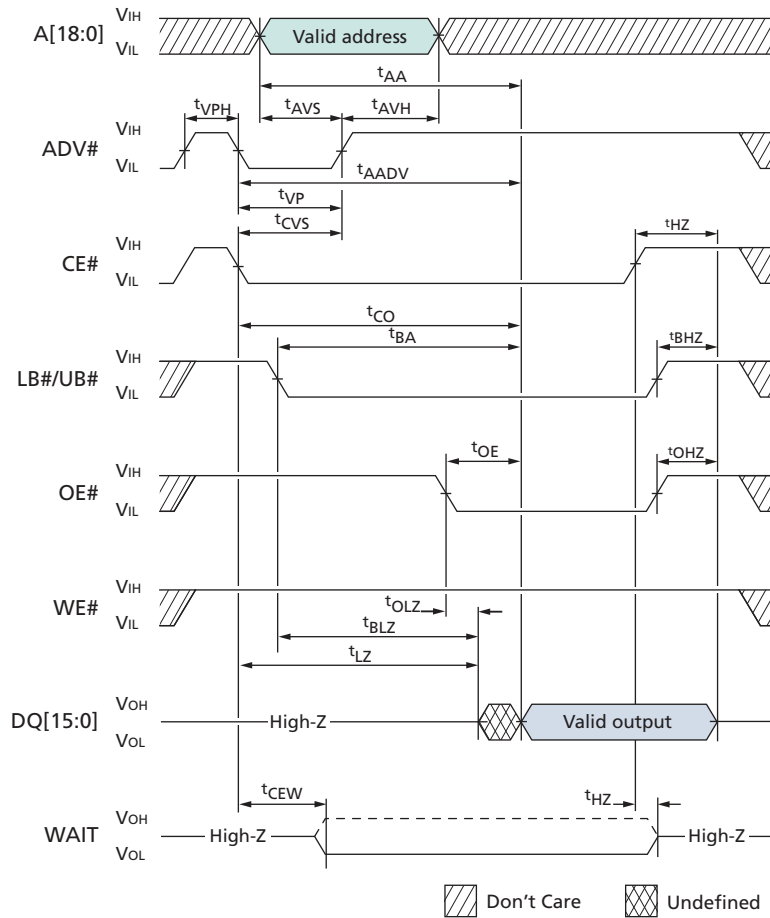 A[18:0]
VIH
VIL
Valid address
tAA
tVPH
tAVS
tAVH
ADV#
VIH
VIL
tAADV
tVP
tCVS
CE#
VIH
VIL
tHZ
tCO
tBA
LB#/UB#
VIH
VIL
tBHZ
OE#
VIH
VIL
tOE
tOHZ
WE#
VIH
VIL
tOLZ
tBLZ
tLZ
DQ[15:0]
VOH
VOL
High-Z
Valid output
tCEW
tHZ
WAIT
VOH
VOL
High-Z
High-Z
Don't Care
Undefined